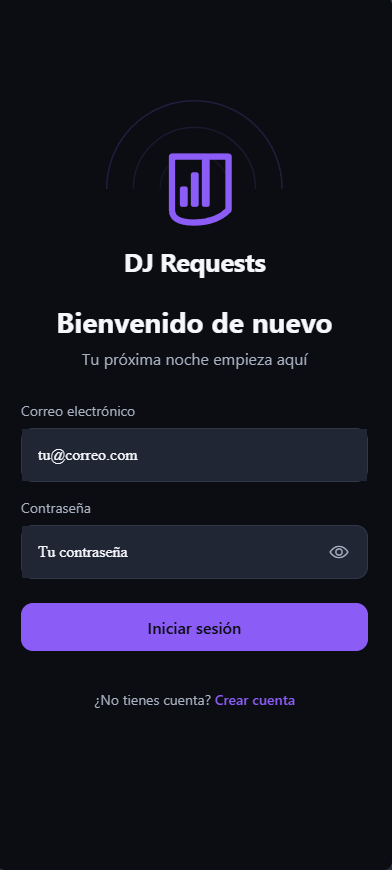 DJ Requests
Bienvenido de nuevo
Tu próxima noche empieza aquí
Correo electrónico
tu@correo.com
Contraseña
Tu contraseña
Iniciar sesión
¿No tienes cuenta? Crear cuenta